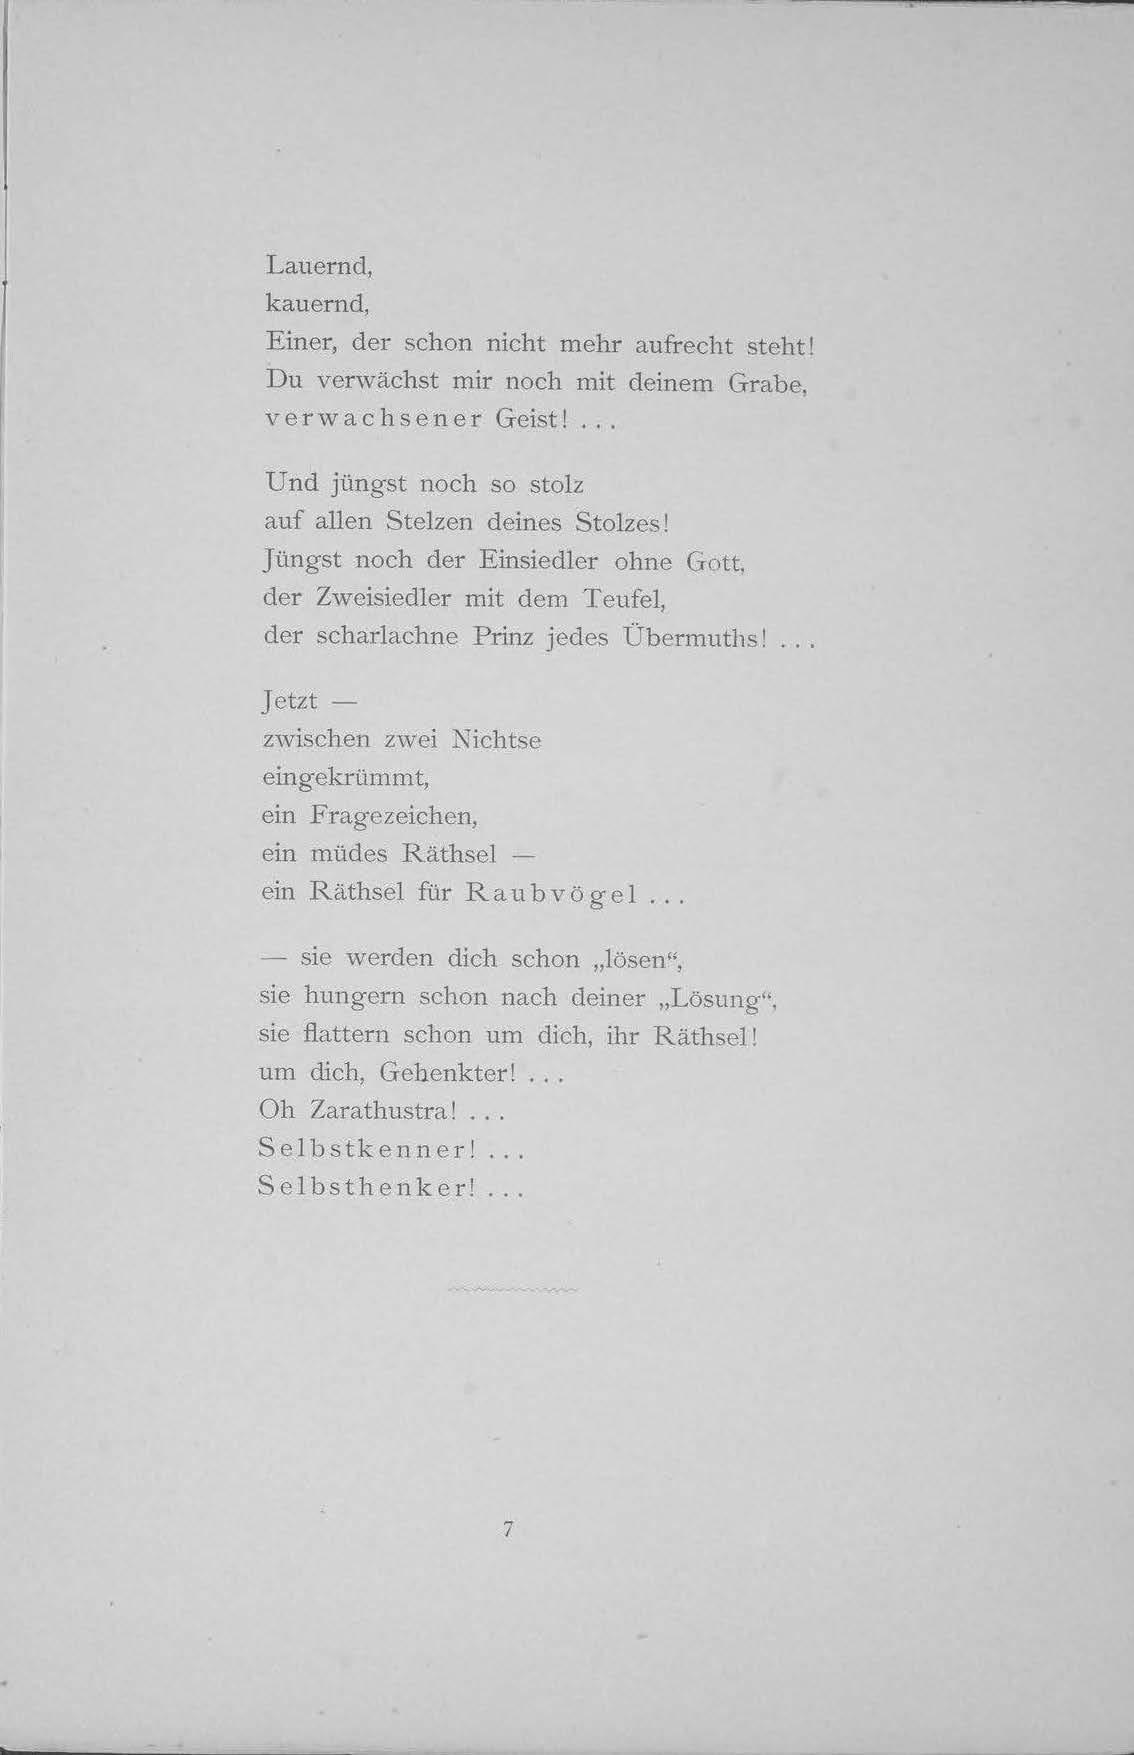 Lauernd,
kauernd,
Einer, der schon nicht mehr aufrecht steht!
Du verwächst mir noch mit deinem Grabe,
verwachsener Geist! ...
Und jüngst noch so stolz
auf allen Stelzen deines Stolzes!
Jüngst noch der Einsiedler ohne Gott,
der Zweisiedler mit dem Teufel,
der scharlachne Prinz jedes Übermuths! ...
Jetzt —
zwischen zwei Nichtse
eingekrümmt,
ein Fragezeichen,
ein müdes Räthsel —
ein Räthsel für Raubvögel ...
— sie werden dich schon „lösen“,
sie hungern schon nach deiner „Lösung“,
sie flattern schon um dich, ihr Räthsel!
um dich, Gehenkter! ...
Oh Zarathustra! ...
Selbstkenner! ...
Selbsthenker! ...
7